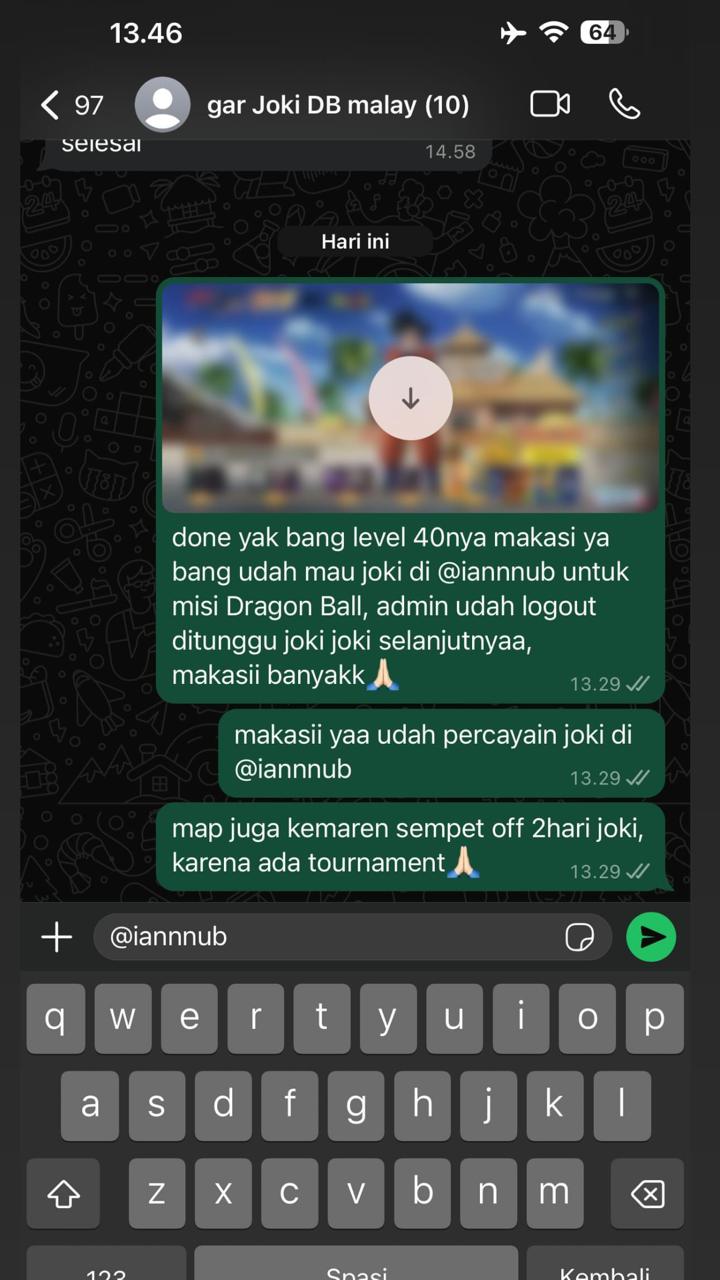 13.46
64
97
gar Joki DB malay (10)
selesai
14.58
Hari ini
done yak bang level 40nya makasi ya
bang udah mau joki di @iannnub untuk
misi Dragon Ball, admin udah logout
ditunggu joki joki selanjutnyaa,
makasii banyakk🙏🏻
13.29
makasii yaa udah percayain joki di
@iannnub
13.29
map juga kemaren sempet off 2hari joki,
karena ada tournament🙏🏻
13.29
@iannnub
q w e r t y u i o p
a s d f g h j k l
z x c v b n m
123 Spasi Kembali